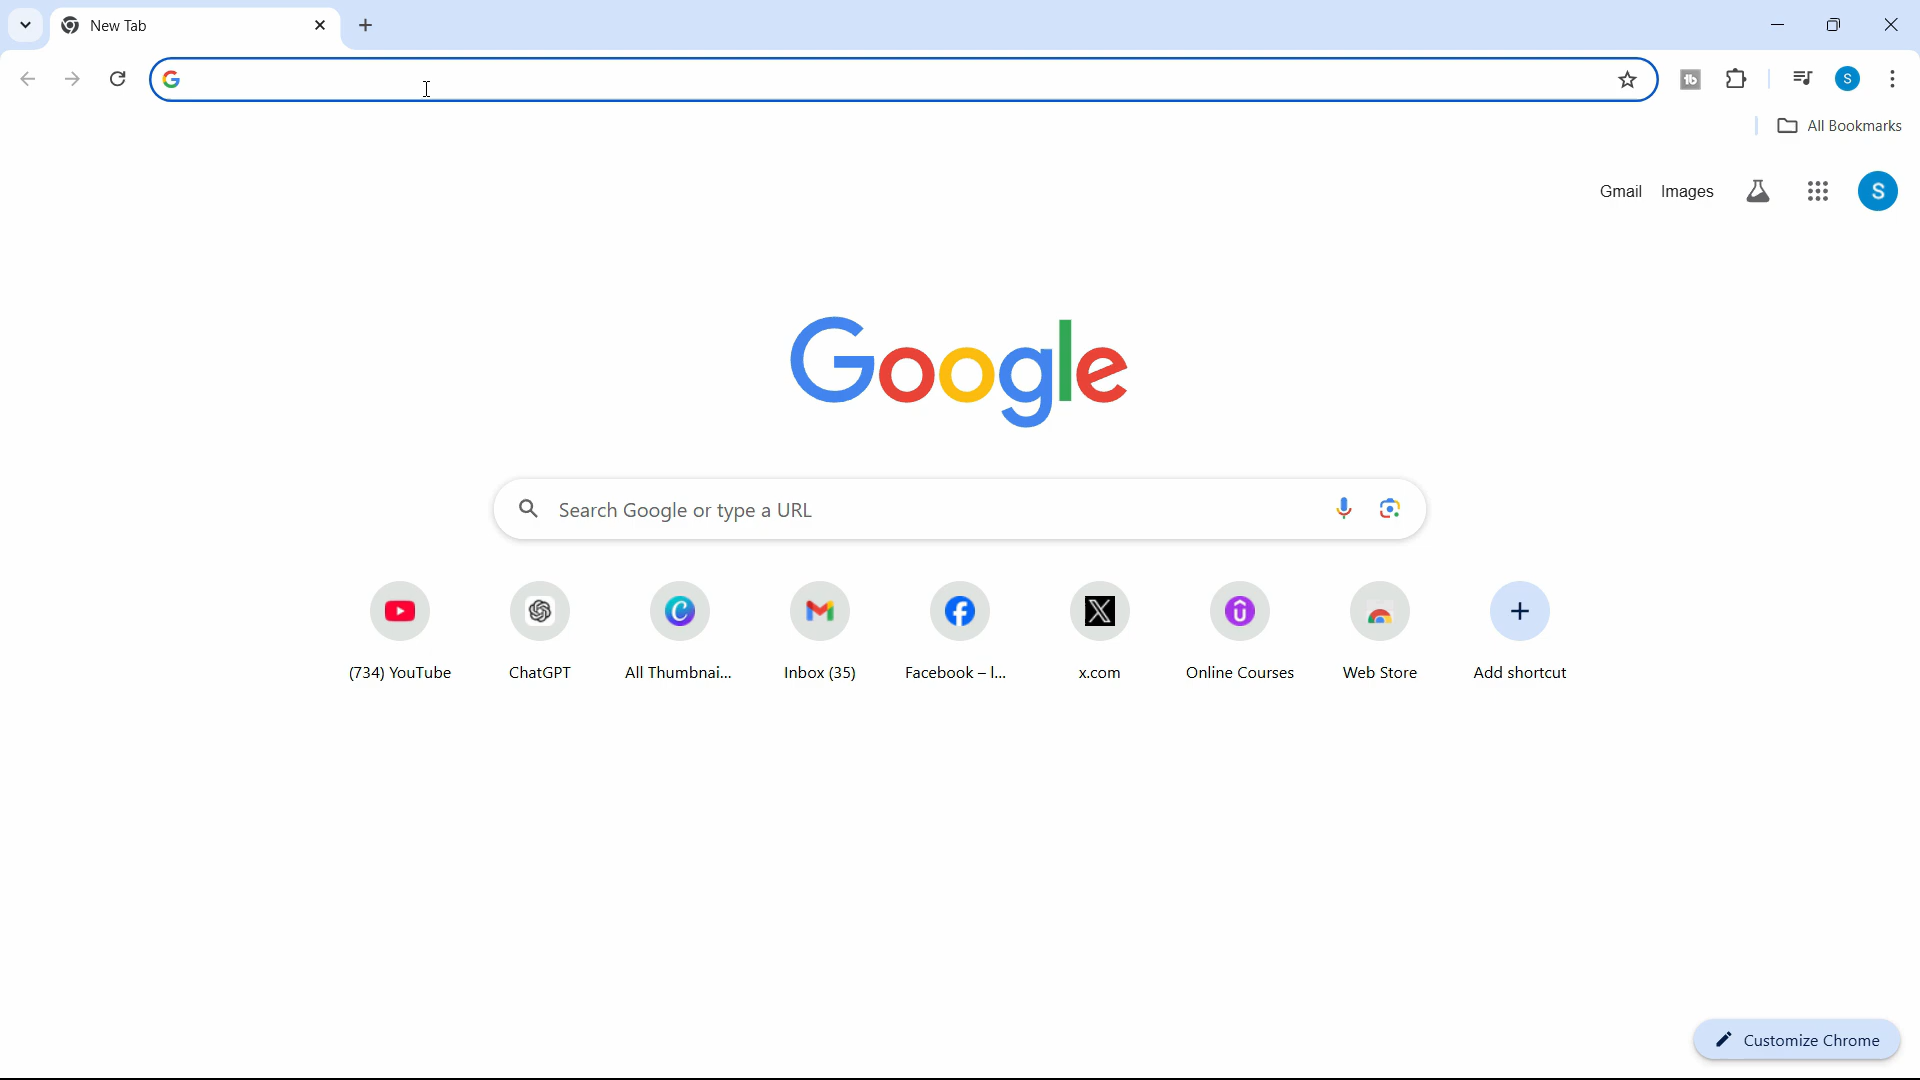 New Tab
S
All Bookmarks
Gmail Images S
Google
Search Google or type a URL
(734) YouTube ChatGPT All Thumbnai... Inbox (35) Facebook – l... x.com Online Courses Web Store Add shortcut
Customize Chrome